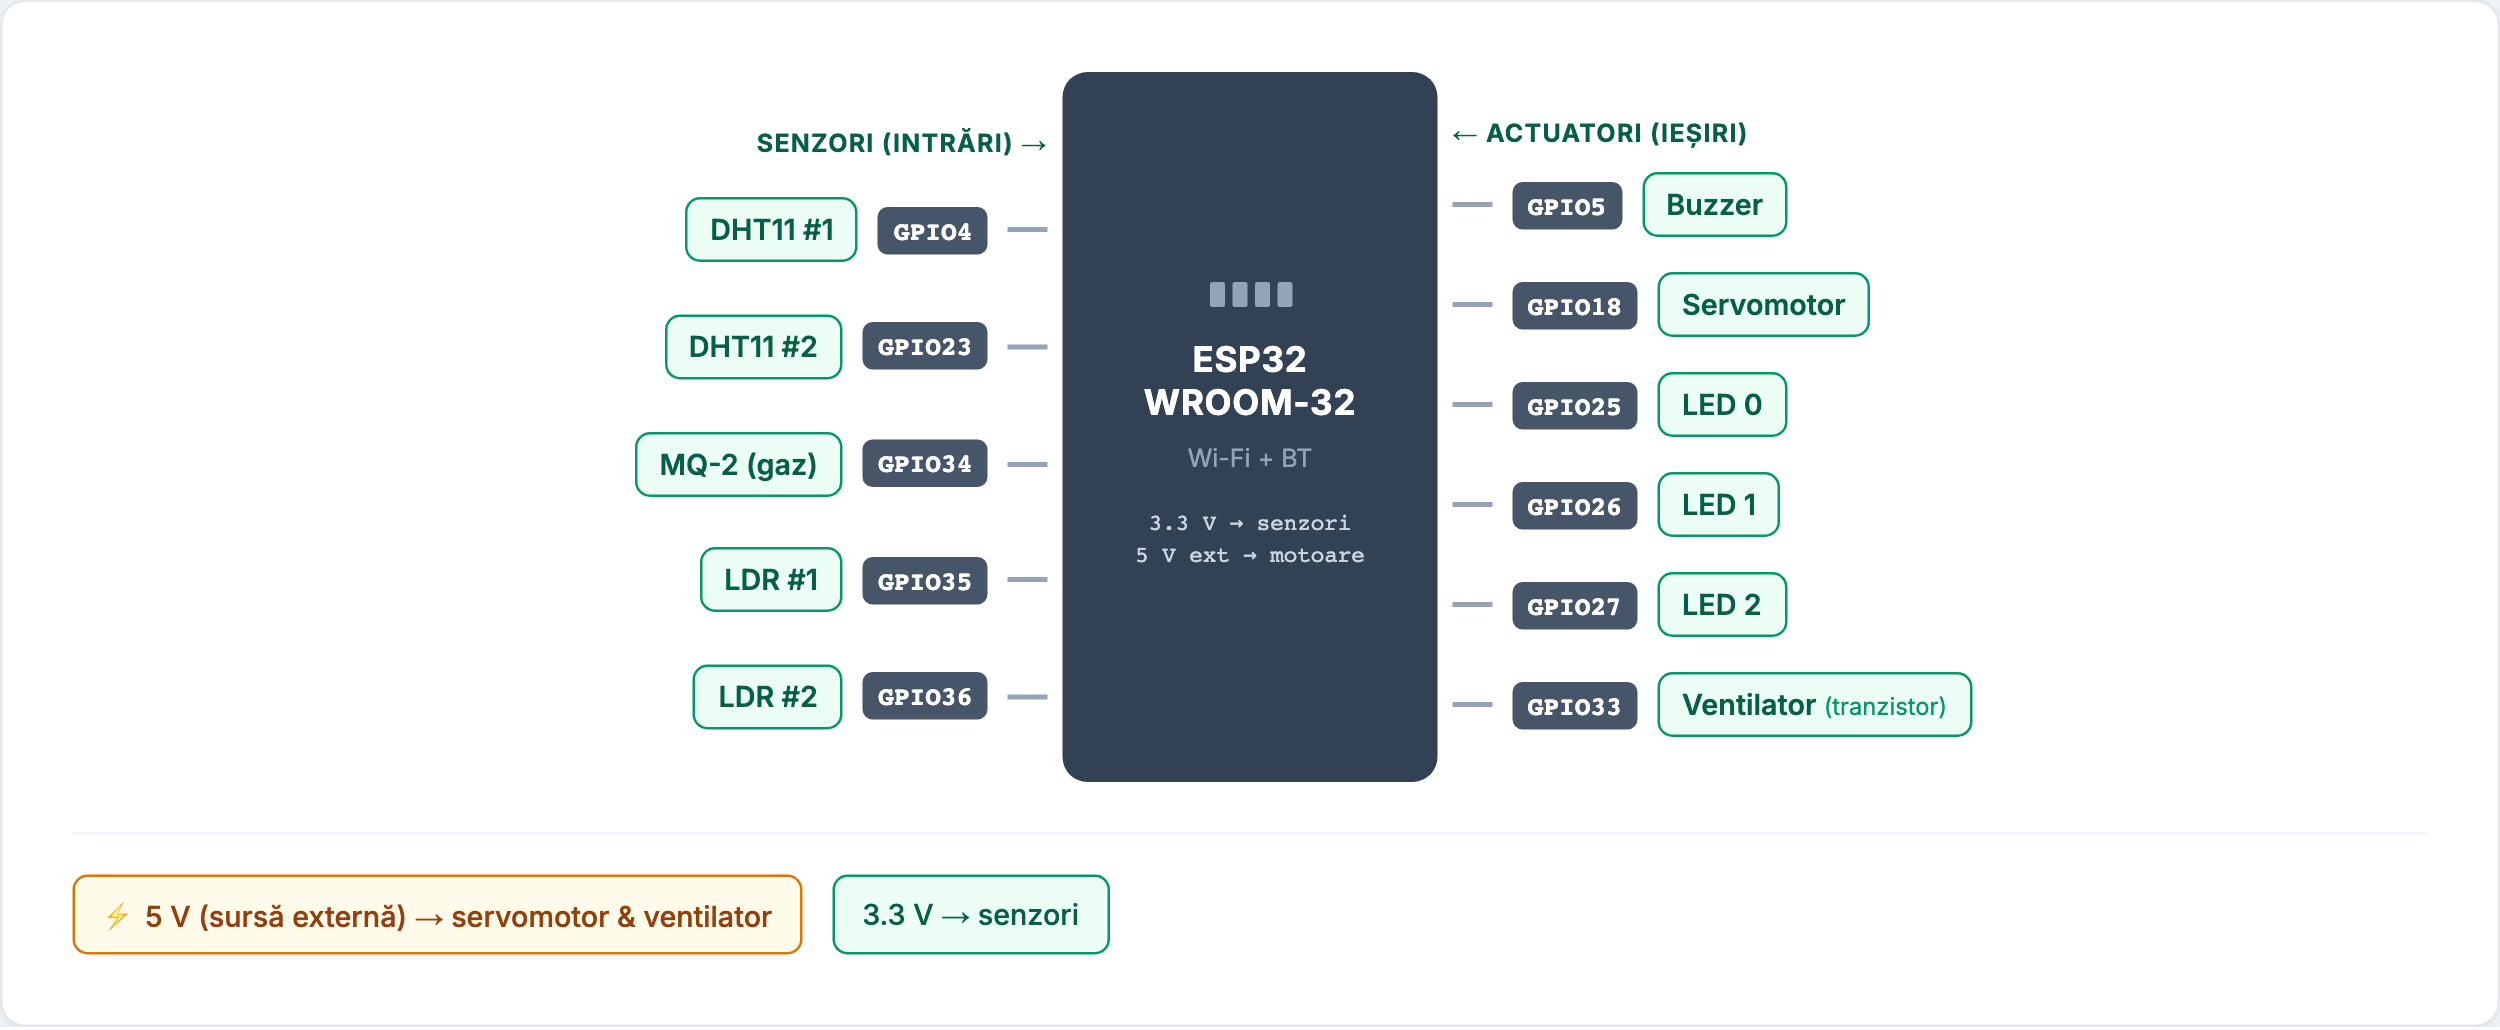 SENZORI (INTRĂRI) →
DHT11 #1 GPIO4
DHT11 #2 GPIO23
MQ-2 (gaz) GPIO34
LDR #1 GPIO35
LDR #2 GPIO36
ESP32
WROOM-32
Wi-Fi + BT
3.3 V → senzori
5 V ext → motoare
← ACTUATORI (IEȘIRI)
GPIO5 Buzzer
GPIO18 Servomotor
GPIO25 LED 0
GPIO26 LED 1
GPIO27 LED 2
GPIO33 Ventilator (tranzistor)
⚡ 5 V (sursă externă) → servomotor & ventilator
3.3 V → senzori